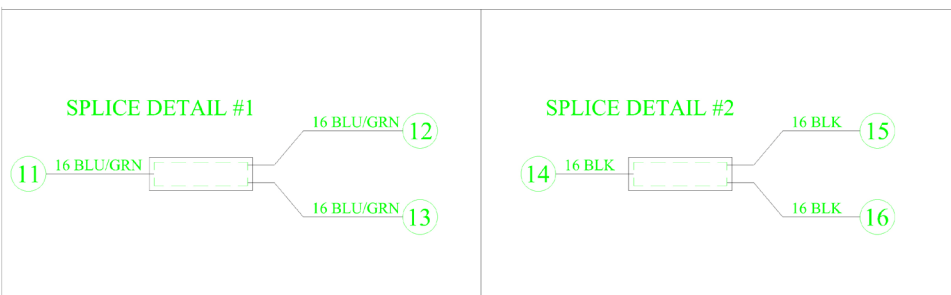 SPLICE DETAIL #1
16 BLU/GRN
12
11
16 BLU/GRN
16 BLU/GRN
13
SPLICE DETAIL #2
16 BLK
15
14
16 BLK
16 BLK
16